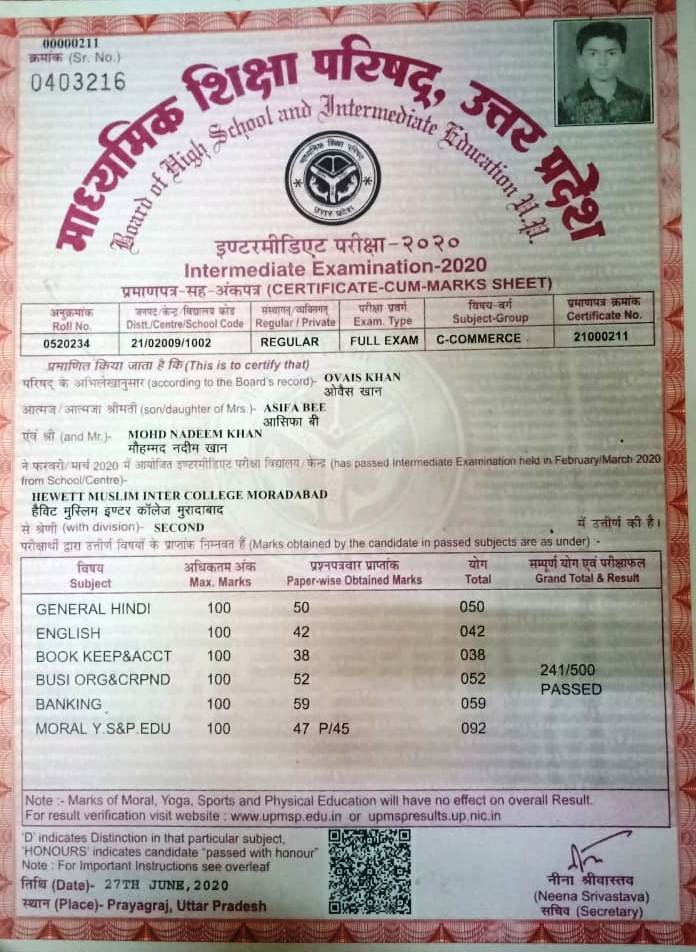 00000211
क्रमांक (Sr. No.)
0403216
माध्यमिक शिक्षा परिषद्, उत्तर प्रदेश
Board of High School and Intermediate Education U.P.
माध्यमिक शिक्षा परिषद
उत्तर प्रदेश
इण्टरमीडिएट परीक्षा-२०२०
Intermediate Examination-2020
प्रमाणपत्र-सह-अंकपत्र (CERTIFICATE-CUM-MARKS SHEET)
अनुक्रमांक जनपद/केन्द्र/विद्यालय कोड संस्थागत/व्यक्तिगत परीक्षा प्रवर्ग विषय-वर्ग प्रमाणपत्र क्रमांक
Roll No. Distt./Centre/School Code Regular / Private Exam. Type Subject-Group Certificate No.
0520234 21/02009/1002 REGULAR FULL EXAM C-COMMERCE 21000211
प्रमाणित किया जाता है कि (This is to certify that)
परिषद् के अभिलेखानुसार (according to the Board's record)- OVAIS KHAN
ओवैस खान
आत्मज/आत्मजा श्रीमती (son/daughter of Mrs.)- ASIFA BEE
आसिफा बी
एवं श्री (and Mr.)- MOHD NADEEM KHAN
मौहम्मद नदीम खान
ने फरवरी/मार्च 2020 में आयोजित इण्टरमीडिएट परीक्षा विद्यालय/केन्द्र (has passed Intermediate Examination held in February/March 2020
from School/Centre)-
HEWETT MUSLIM INTER COLLEGE MORADABAD
हैविट मुस्लिम इण्टर कॉलेज मुरादाबाद
से श्रेणी (with division)- SECOND में उत्तीर्ण की है।
परीक्षार्थी द्वारा उत्तीर्ण विषयों के प्राप्तांक निम्नवत हैं (Marks obtained by the candidate in passed subjects are as under) :-
विषय अधिकतम अंक प्रश्नपत्रवार प्राप्तांक योग सम्पूर्ण योग एवं परीक्षाफल
Subject Max. Marks Paper-wise Obtained Marks Total Grand Total & Result
GENERAL HINDI 100 50 050
ENGLISH 100 42 042
BOOK KEEP&ACCT 100 38 038
241/500
BUSI ORG&CRPND 100 52 052
PASSED
BANKING 100 59 059
MORAL Y.S&P.EDU 100 47 P/45 092
Note :- Marks of Moral, Yoga, Sports and Physical Education will have no effect on overall Result.
For result verification visit website : www.upmsp.edu.in or upmspresults.up.nic.in
'D' indicates Distinction in that particular subject,
'HONOURS' indicates candidate "passed with honour"
Note : For Important Instructions see overleaf
तिथि (Date)- 27TH JUNE,2020
स्थान (Place)- Prayagraj, Uttar Pradesh
नीना श्रीवास्तव
(Neena Srivastava)
सचिव (Secretary)